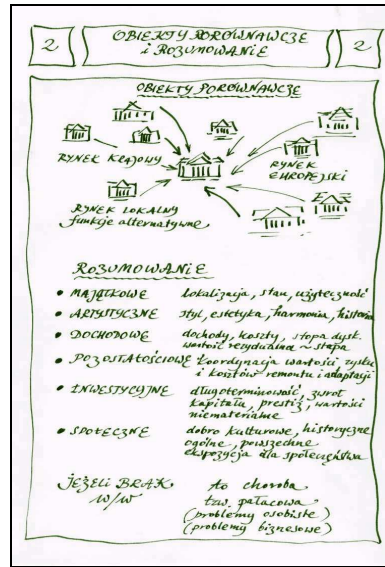 2
OBIEKTY PORÓWNAWCZE
i ROZUMOWANIE
2
OBIEKTY PORÓWNAWCZE
RYNEK KRAJOWY
RYNEK
EUROPEJSKI
RYNEK LOKALNY
funkcje alternatywne
ROZUMOWANIE
• MAJĄTKOWE lokalizacja, stan, użyteczność
• ARTYSTYCZNE styl, estetyka, harmonia, historia
• DOCHODOWE dochody, koszty, stopa dysk.
wartość rezydualna ~ stopa
• POZOSTAŁOŚCIOWE koordynacja wartości zysku
i kosztów remontu i adaptacji
• INWESTYCYJNE długoterminowość, zwrot
kapitału, prestiż, wartości
niematerialne
• SPOŁECZNE dobro kulturowe, historyczne
ogólne, powszechne
ekspozycja dla społeczeństwa
JEŻELI BRAK to choroba
w/w tzw. pałacowa
(problemy osobiste)
(problemy biznesowe)